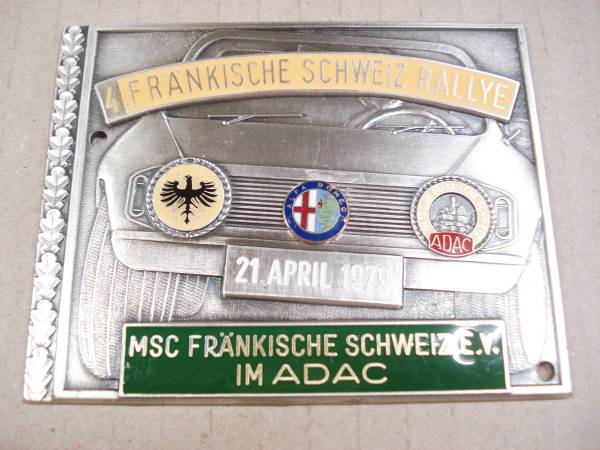 4. FRÄNKISCHE SCHWEIZ RALLYE
ALFA ROMEO
ADAC
21. APRIL 1979
MSC FRÄNKISCHE SCHWEIZ E.V.
IM ADAC